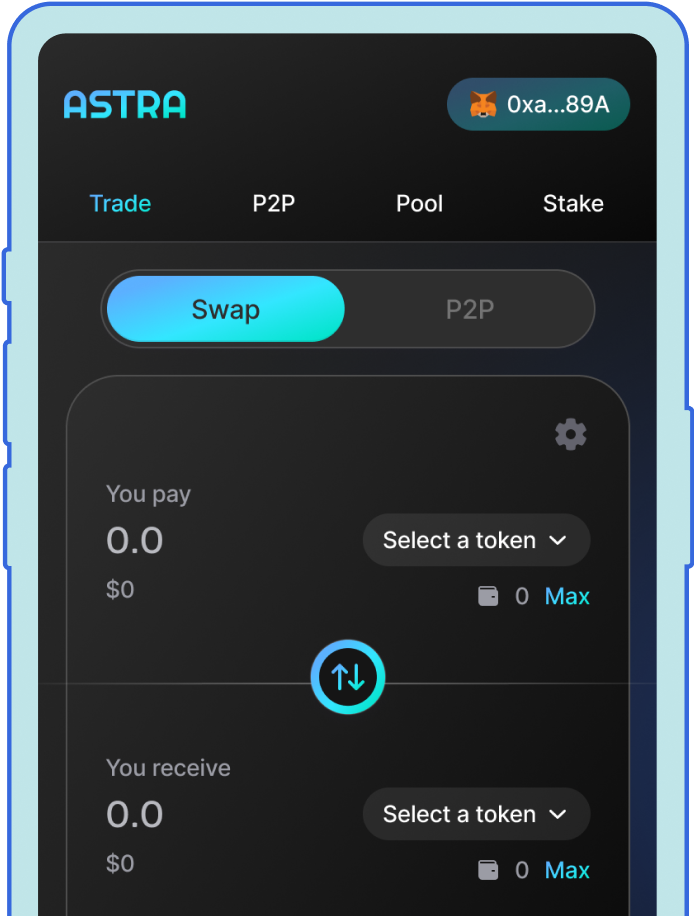 ASTRA
0xa...89A
Trade P2P Pool Stake
Swap P2P
You pay
0.0 Select a token
$0 0 Max
You receive
0.0 Select a token
$0 0 Max